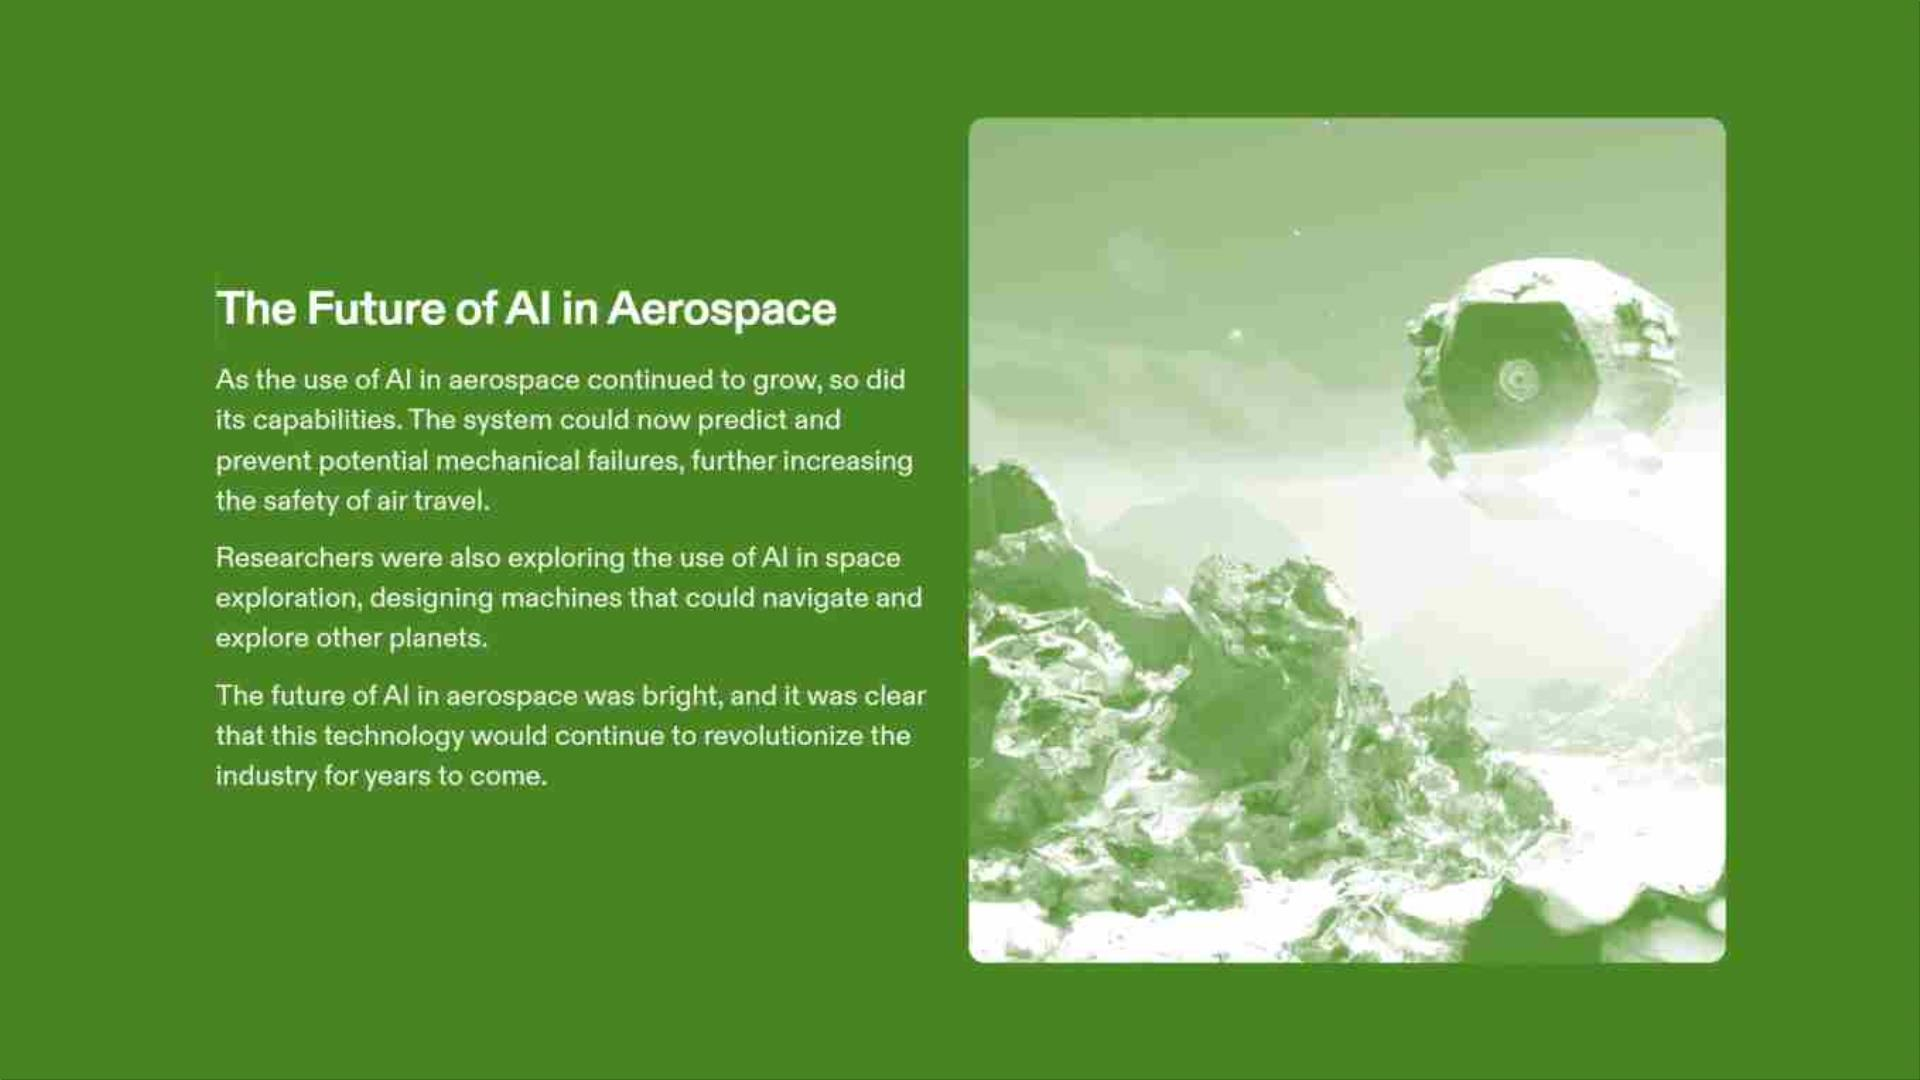 The Future of AI in Aerospace
As the use of AI in aerospace continued to grow, so did
its capabilities. The system could now predict and
prevent potential mechanical failures, further increasing
the safety of air travel.
Researchers were also exploring the use of AI in space
exploration, designing machines that could navigate and
explore other planets.
The future of AI in aerospace was bright, and it was clear
that this technology would continue to revolutionize the
industry for years to come.